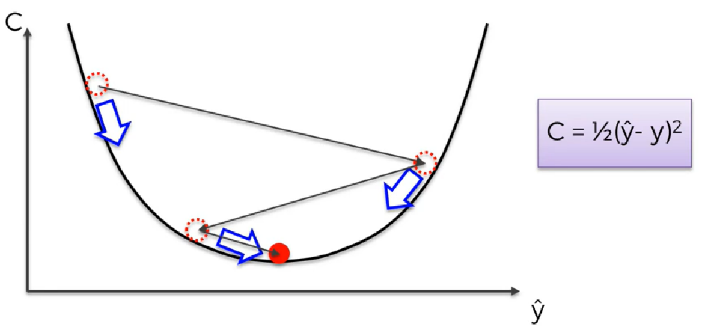 C
C = ½(ŷ- y)²
ŷ